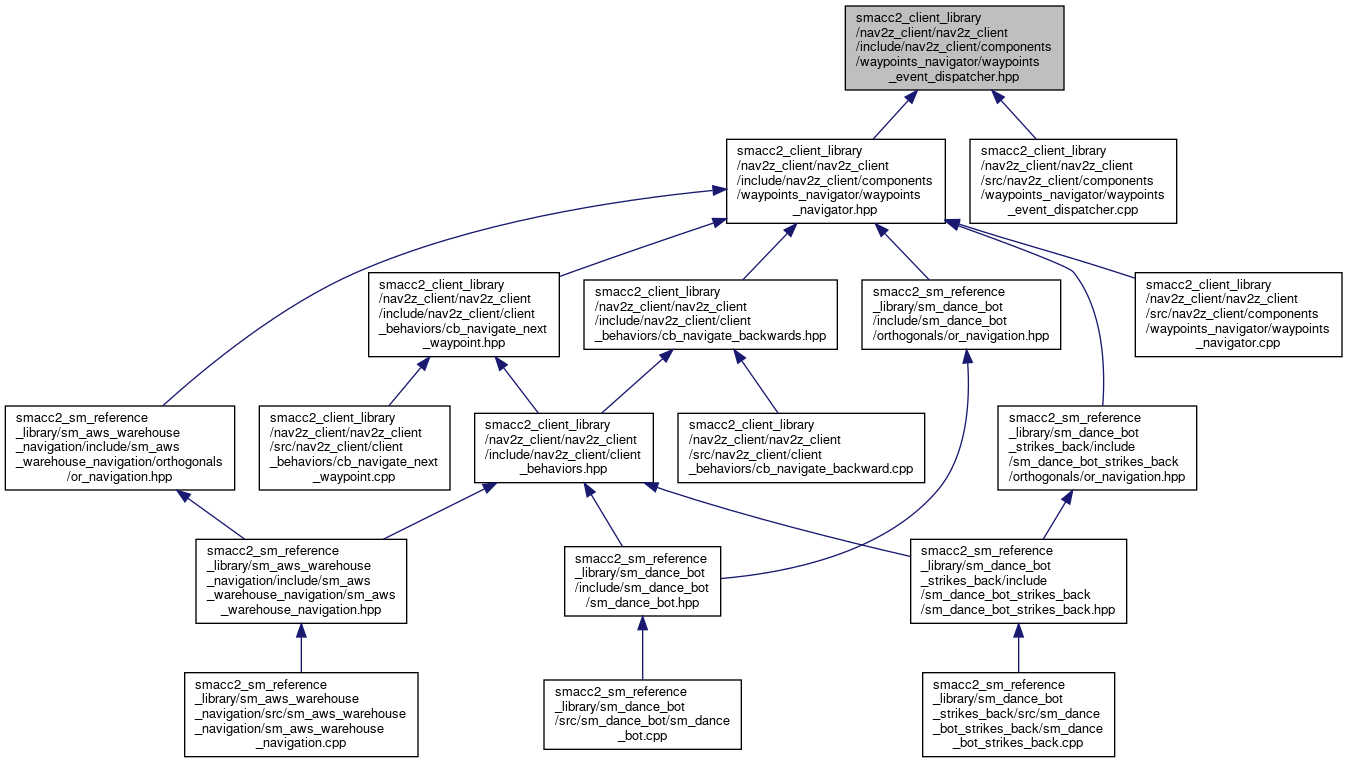 smacc2_client_library
/nav2z_client/nav2z_client
/include/nav2z_client/components
/waypoints_navigator/waypoints
_event_dispatcher.hpp
smacc2_client_library
/nav2z_client/nav2z_client
/include/nav2z_client/components
/waypoints_navigator/waypoints
_navigator.hpp
smacc2_client_library
/nav2z_client/nav2z_client
/src/nav2z_client/components
/waypoints_navigator/waypoints
_event_dispatcher.cpp
smacc2_client_library
/nav2z_client/nav2z_client
/include/nav2z_client/client
_behaviors/cb_navigate_next
_waypoint.hpp
smacc2_client_library
/nav2z_client/nav2z_client
/include/nav2z_client/client
_behaviors/cb_navigate_backwards.hpp
smacc2_sm_reference
_library/sm_dance_bot
/include/sm_dance_bot
/orthogonals/or_navigation.hpp
smacc2_client_library
/nav2z_client/nav2z_client
/src/nav2z_client/components
/waypoints_navigator/waypoints
_navigator.cpp
smacc2_sm_reference
_library/sm_aws_warehouse
_navigation/include/sm_aws
_warehouse_navigation/orthogonals
/or_navigation.hpp
smacc2_client_library
/nav2z_client/nav2z_client
/src/nav2z_client/client
_behaviors/cb_navigate_next
_waypoint.cpp
smacc2_client_library
/nav2z_client/nav2z_client
/include/nav2z_client/client
_behaviors.hpp
smacc2_client_library
/nav2z_client/nav2z_client
/src/nav2z_client/client
_behaviors/cb_navigate_backward.cpp
smacc2_sm_reference
_library/sm_dance_bot
_strikes_back/include
/sm_dance_bot_strikes_back
/orthogonals/or_navigation.hpp
smacc2_sm_reference
_library/sm_aws_warehouse
_navigation/include/sm_aws
_warehouse_navigation/sm_aws
_warehouse_navigation.hpp
smacc2_sm_reference
_library/sm_dance_bot
/include/sm_dance_bot
/sm_dance_bot.hpp
smacc2_sm_reference
_library/sm_dance_bot
_strikes_back/include
/sm_dance_bot_strikes_back
/sm_dance_bot_strikes_back.hpp
smacc2_sm_reference
_library/sm_aws_warehouse
_navigation/src/sm_aws_warehouse
_navigation/sm_aws_warehouse
_navigation.cpp
smacc2_sm_reference
_library/sm_dance_bot
/src/sm_dance_bot/sm_dance
_bot.cpp
smacc2_sm_reference
_library/sm_dance_bot
_strikes_back/src/sm_dance
_bot_strikes_back/sm_dance
_bot_strikes_back.cpp